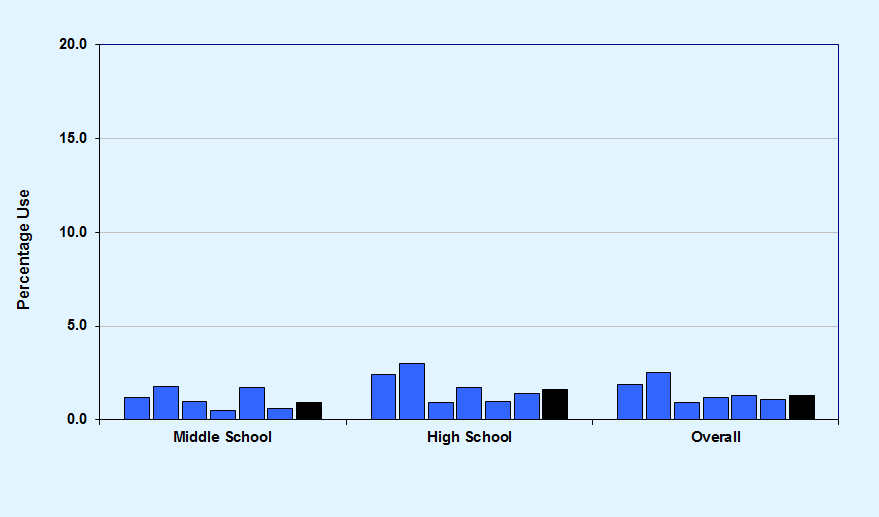 20.0
15.0
10.0
5.0
0.0
Percentage Use
Middle School
High School
Overall